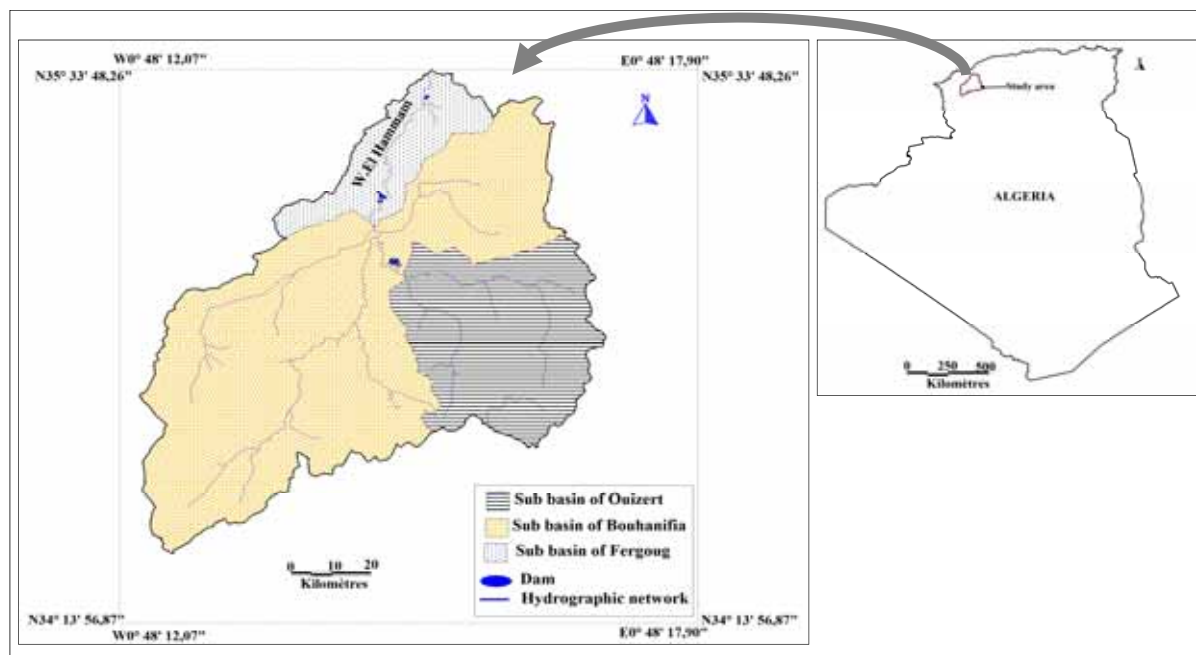 W0° 48' 12,07"
E0° 48' 17,90"
N35° 33' 48,26"
N35° 33' 48,26"
N
W.El Hammam
Sub basin of Ouizert
Sub basin of Bouhanifia
Sub basin of Fergoug
Dam
Hydrographic network
0 10 20
Kilomètres
N34° 13' 56,87"
N34° 13' 56,87"
W0° 48' 12,07"
E0° 48' 17,90"
Study area
ALGERIA
0 250 500
Kilomètres